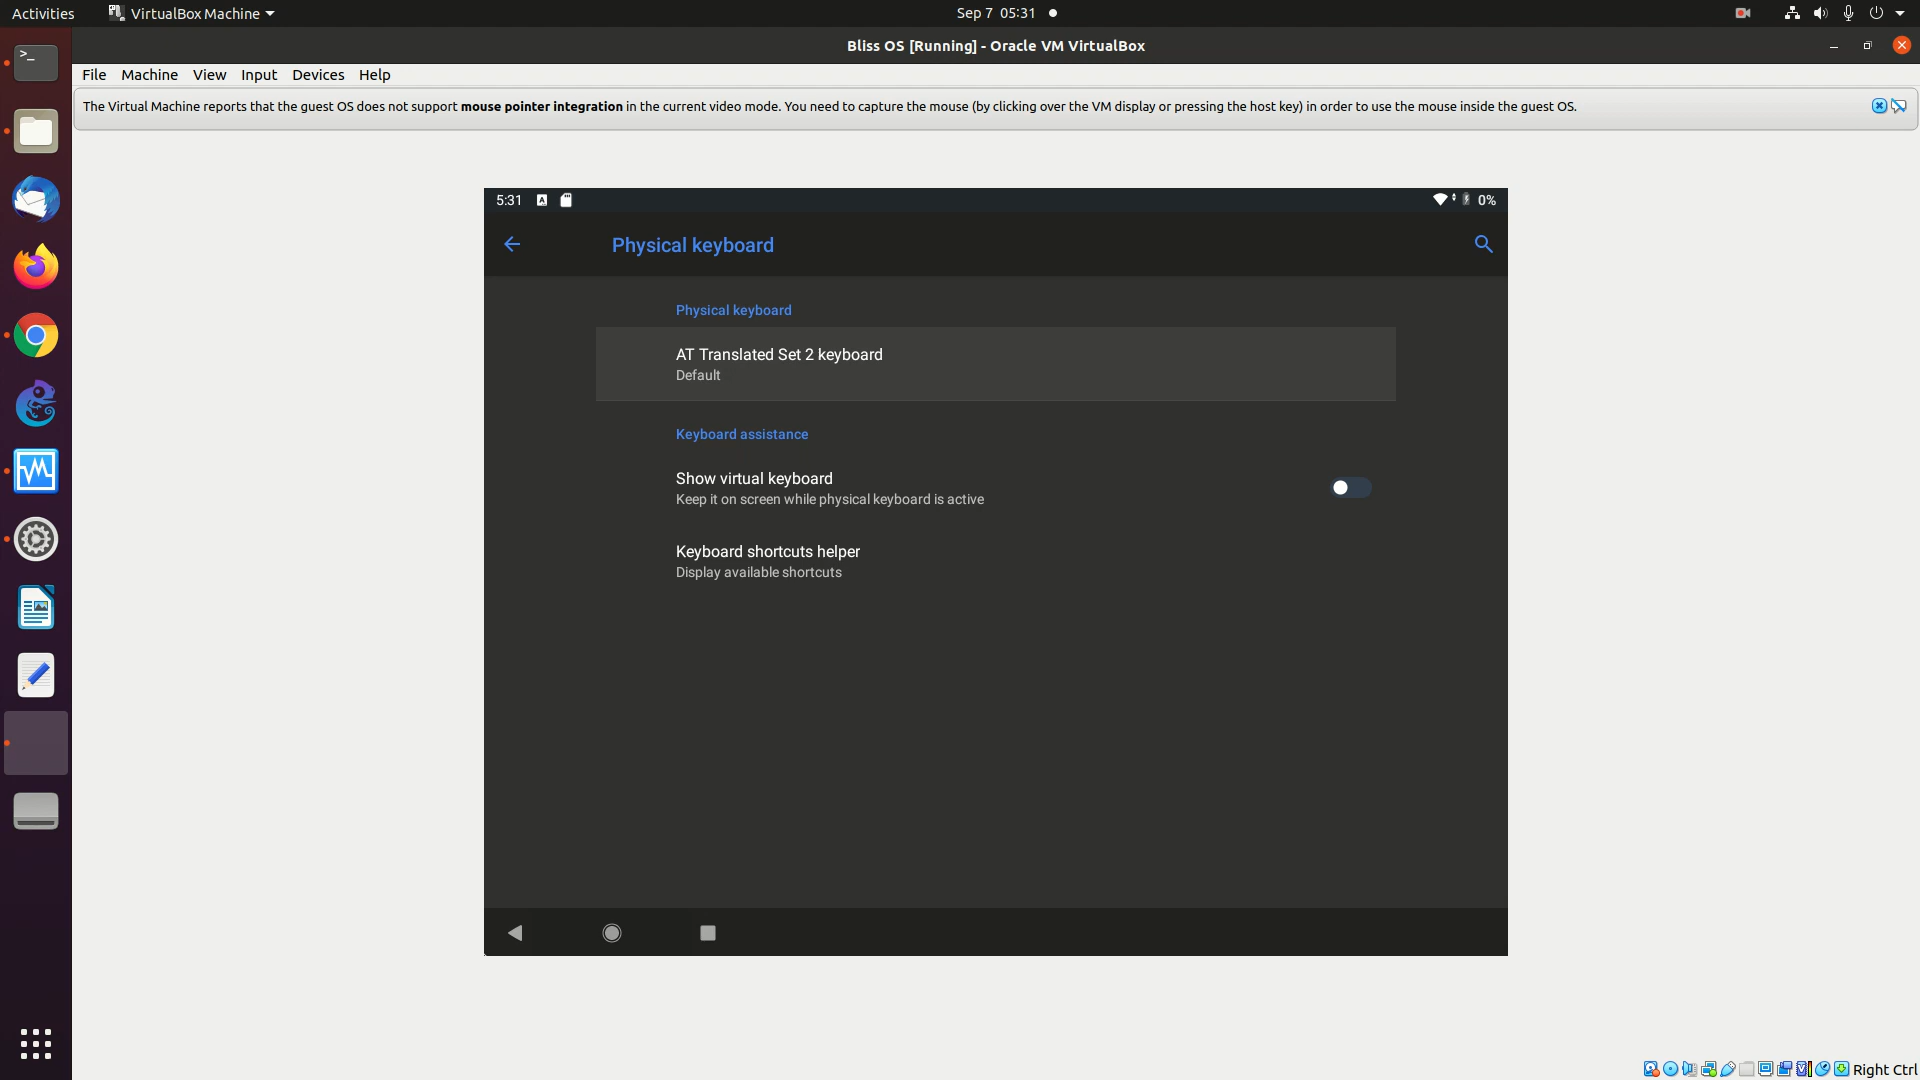 Activities
VirtualBox Machine
Sep 7 05:31
Bliss OS [Running] - Oracle VM VirtualBox
File Machine View Input Devices Help
The Virtual Machine reports that the guest OS does not support mouse pointer integration in the current video mode. You need to capture the mouse (by clicking over the VM display or pressing the host key) in order to use the mouse inside the guest OS.
5:31
0%
Physical keyboard
Physical keyboard
AT Translated Set 2 keyboard
Default
Keyboard assistance
Show virtual keyboard
Keep it on screen while physical keyboard is active
Keyboard shortcuts helper
Display available shortcuts
Right Ctrl